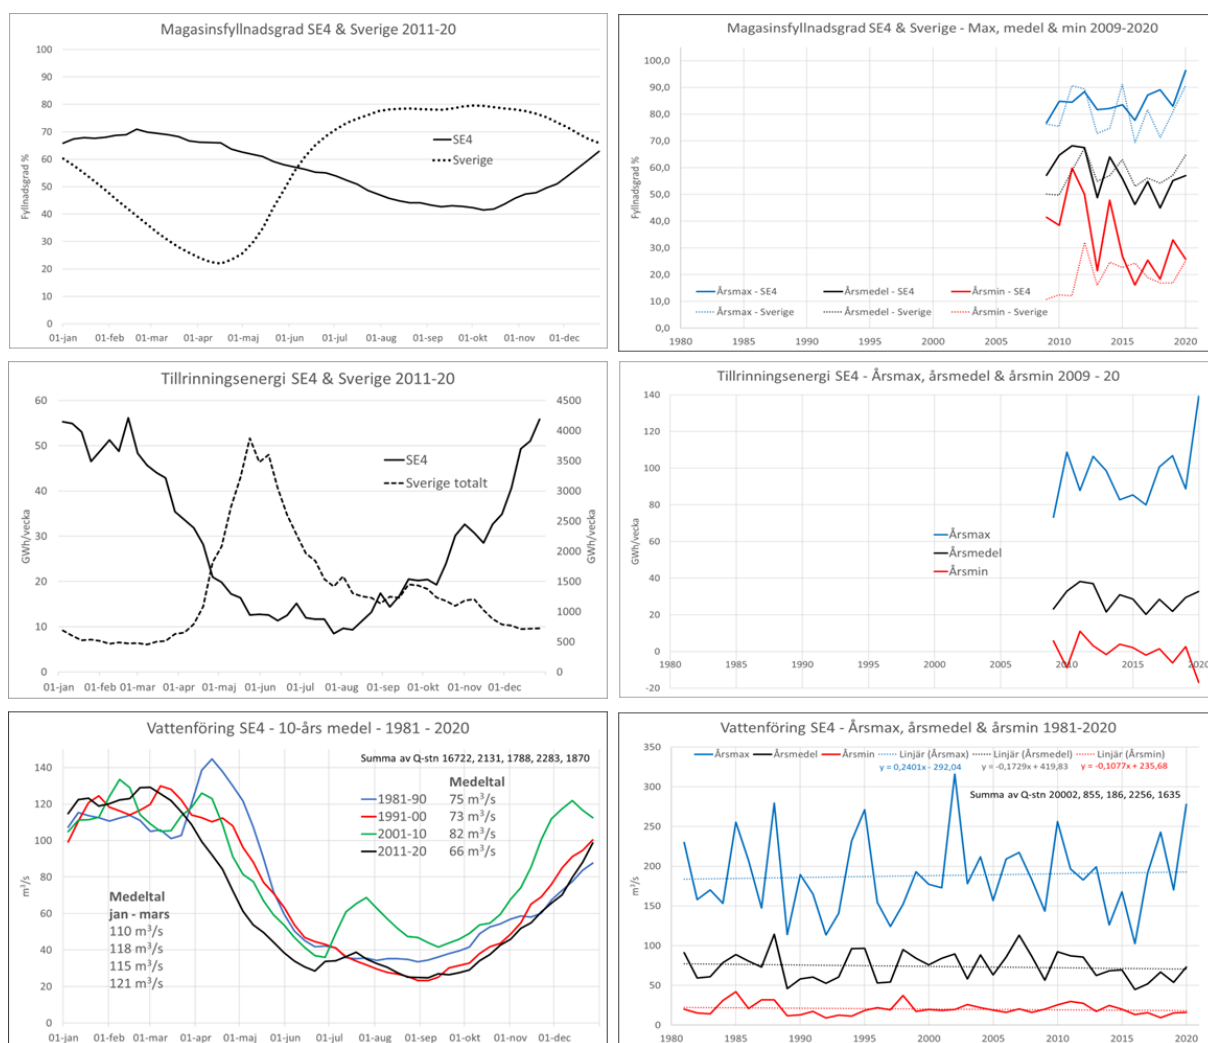 Magasinsfyllnadsgrad SE4 & Sverige 2011-20
Fyllnadsgrad %
100
90
80
70
60
50
40
30
20
10
0
SE4
Sverige
01-jan 01-feb 01-mar 01-apr 01-maj 01-jun 01-jul 01-aug 01-sep 01-okt 01-nov 01-dec
Magasinsfyllnadsgrad SE4 & Sverige - Max, medel & min 2009-2020
Fyllnadsgrad %
100,0
90,0
80,0
70,0
60,0
50,0
40,0
30,0
20,0
10,0
0,0
Årsmax - SE4 Årsmedel - SE4 Årsmin - SE4
Årsmax - Sverige Årsmedel - Sverige Årsmin - Sverige
1980 1985 1990 1995 2000 2005 2010 2015 2020
Tillrinningsenergi SE4 & Sverige 2011-20
GWh/vecka
60
50
40
30
20
10
0
SE4
Sverige totalt
4500
4000
3500
3000
2500
2000
1500
1000
500
0
GWh/vecka
01-jan 01-feb 01-mar 01-apr 01-maj 01-jun 01-jul 01-aug 01-sep 01-okt 01-nov 01-dec
Tillrinningsenergi SE4 - Årsmax, årsmedel & årsmin 2009 - 20
GWh/vecka
140
120
100
80
60
40
20
0
-20
Årsmax
Årsmedel
Årsmin
1980 1985 1990 1995 2000 2005 2010 2015 2020
Vattenföring SE4 - 10-års medel - 1981 - 2020
Summa av Q-stn 16722, 2131, 1788, 2283, 1870
m³/s
140
120
100
80
60
40
20
0
Medeltal
1981-90 75 m³/s
1991-00 73 m³/s
2001-10 82 m³/s
2011-20 66 m³/s
Medeltal
jan - mars
110 m³/s
118 m³/s
115 m³/s
121 m³/s
01-jan 01-feb 01-mar 01-apr 01-maj 01-jun 01-jul 01-aug 01-sep 01-okt 01-nov 01-dec
Vattenföring SE4 - Årsmax, årsmedel & årsmin 1981-2020
Årsmax Årsmedel Årsmin Linjär (Årsmax) Linjär (Årsmedel) Linjär (Årsmin)
y = 0,2401x - 292,04 y = -0,1729x + 419,83 y = -0,1077x + 235,68
Summa av Q-stn 20002, 855, 186, 2256, 1635
m³/s
350
300
250
200
150
100
50
0
1980 1985 1990 1995 2000 2005 2010 2015 2020